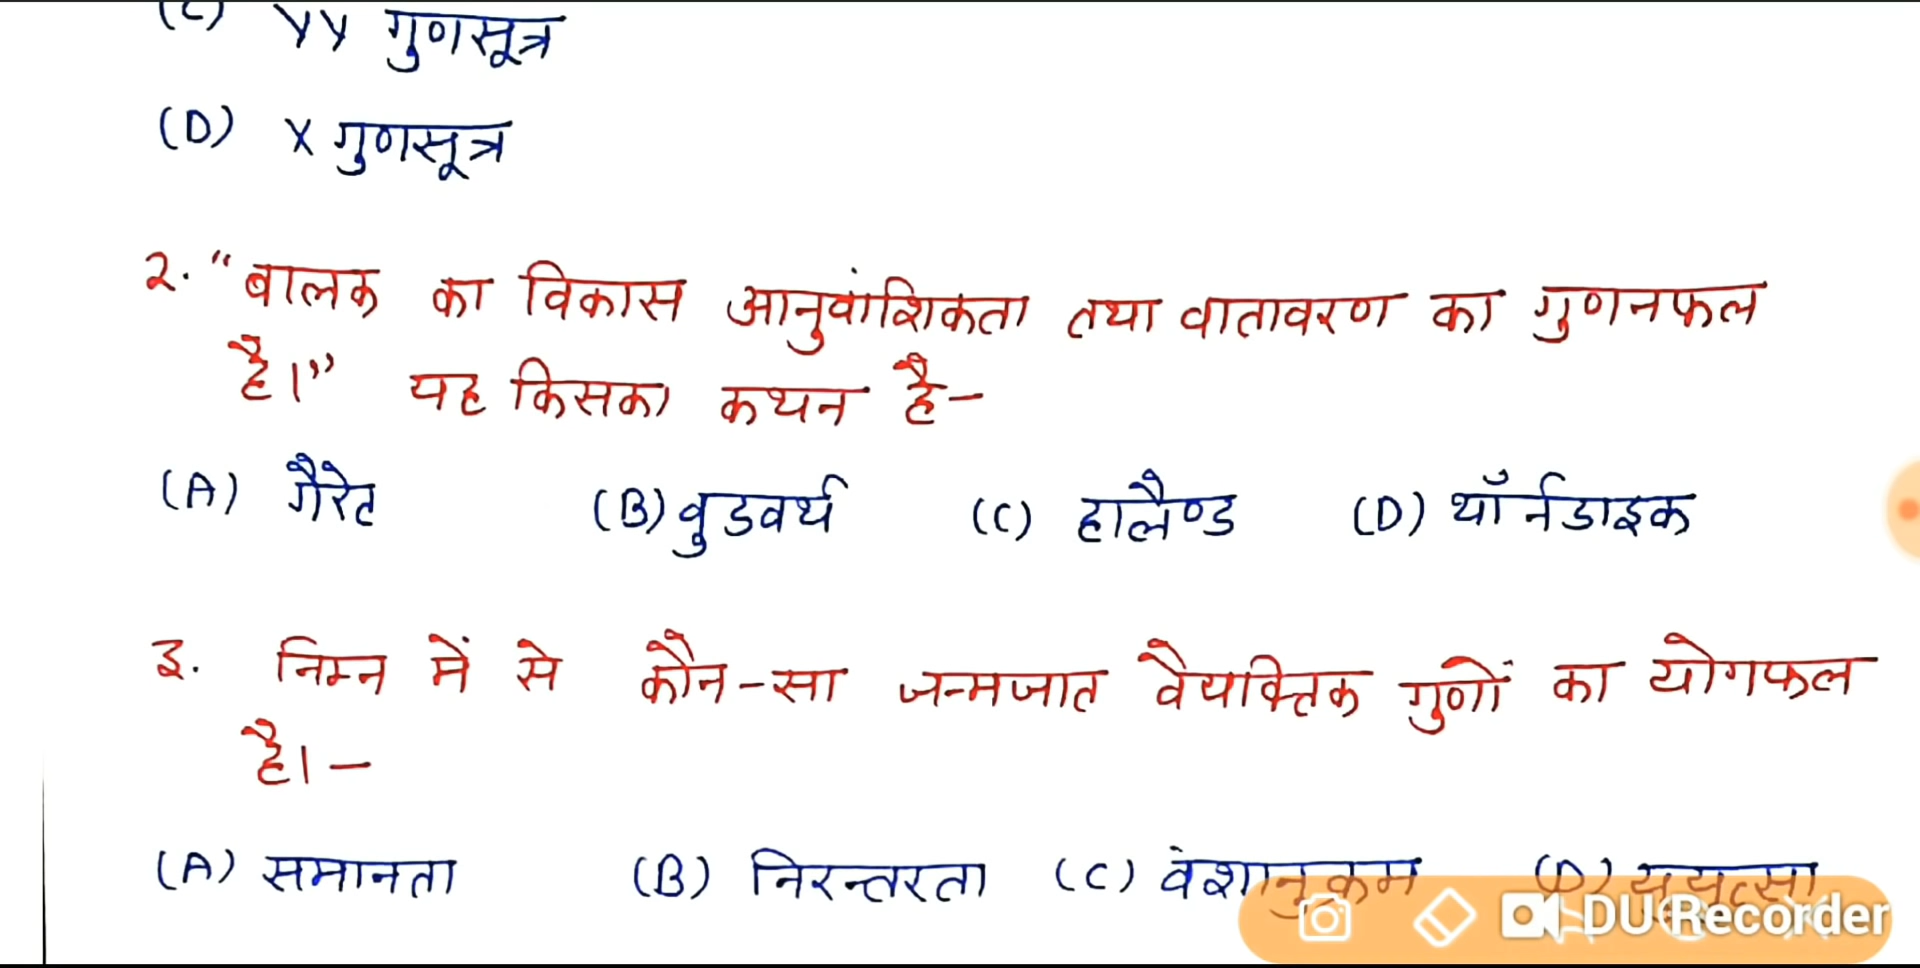 (C) YY गुणसूत्र
(D) X गुणसूत्र
2. "बालक का विकास आनुवांशिकता तथा वातावरण का गुणनफल
है।" यह किसका कथन है-
(A) गैरेट (B) वुडवर्थ (C) हालैण्ड (D) थॉर्नडाइक
3. निम्न में से कौन-सा जन्मजात वैयक्तिक गुणों का योगफल
है। -
(A) समानता (B) निरन्तरता (C) वंशानुक्रम (D)
DU Recorder